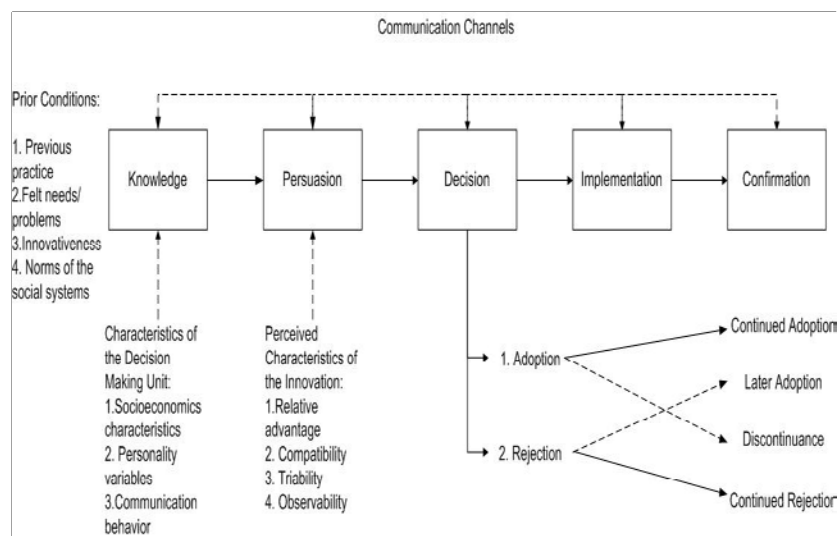 Communication Channels
Prior Conditions:
1. Previous
practice
2.Felt needs/
problems
3.Innovativeness
4. Norms of the
social systems
Knowledge
Persuasion
Decision
Implementation
Confirmation
Characteristics of
the Decision
Making Unit:
1.Socioeconomics
characteristics
2. Personality
variables
3.Communication
behavior
Perceived
Characteristics of
the Innovation:
1.Relative
advantage
2. Compatibility
3. Triability
4. Observability
1. Adoption
2. Rejection
Continued Adoption
Later Adoption
Discontinuance
Continued Rejection